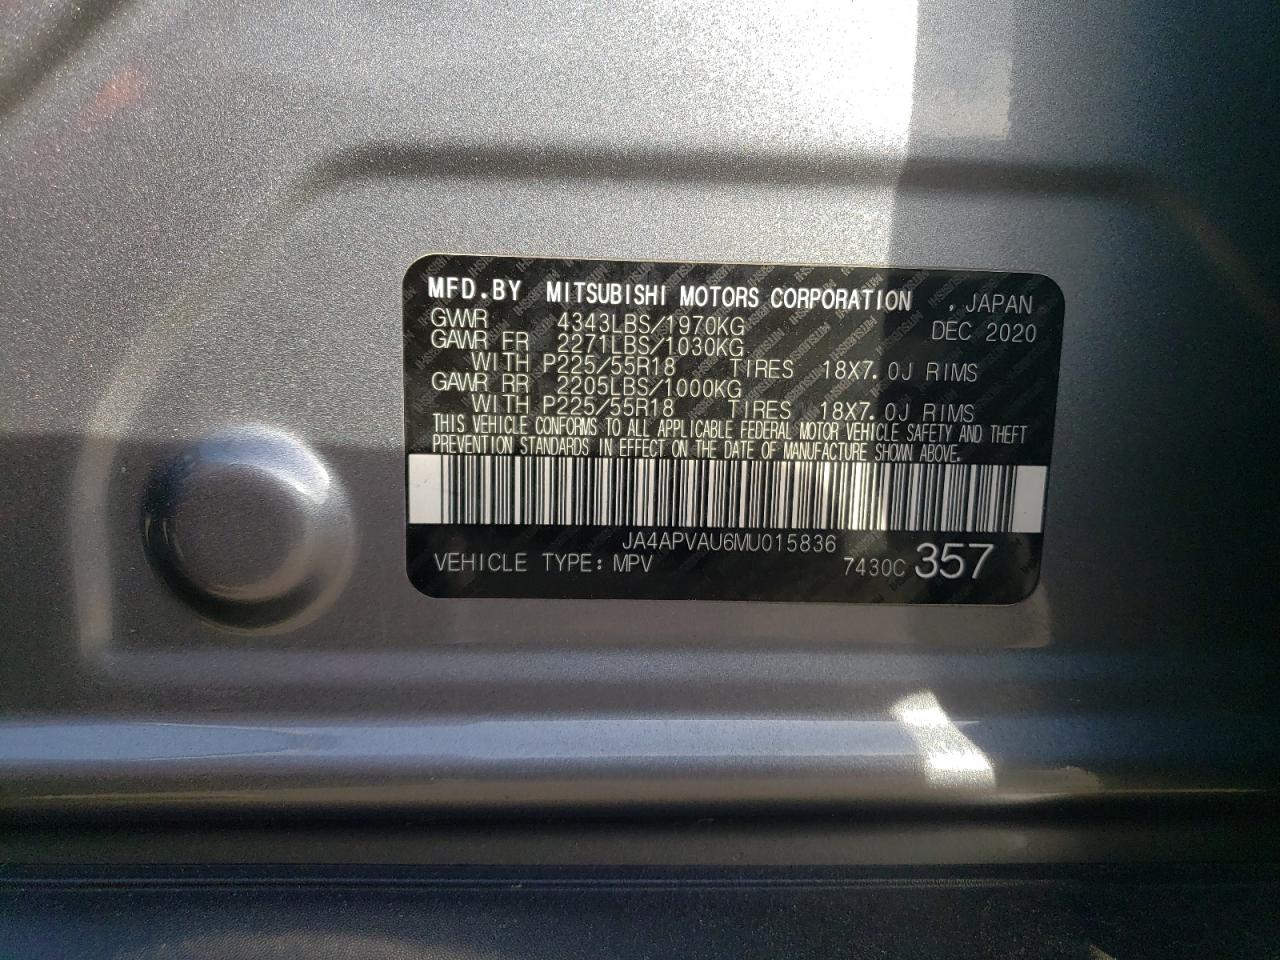 MFD.BY MITSUBISHI MOTORS CORPORATION , JAPAN
GVWR 4343LBS/1970KG DEC 2020
GAWR FR 2271LBS/1030KG
WITH P225/55R18 TIRES 18X7.0J RIMS
GAWR RR 2205LBS/1000KG
WITH P225/55R18 TIRES 18X7.0J RIMS
THIS VEHICLE CONFORMS TO ALL APPLICABLE FEDERAL MOTOR VEHICLE SAFETY AND THEFT
PREVENTION STANDARDS IN EFFECT ON THE DATE OF MANUFACTURE SHOWN ABOVE.
JA4APVAU6MU015836
VEHICLE TYPE: MPV 7430C 357